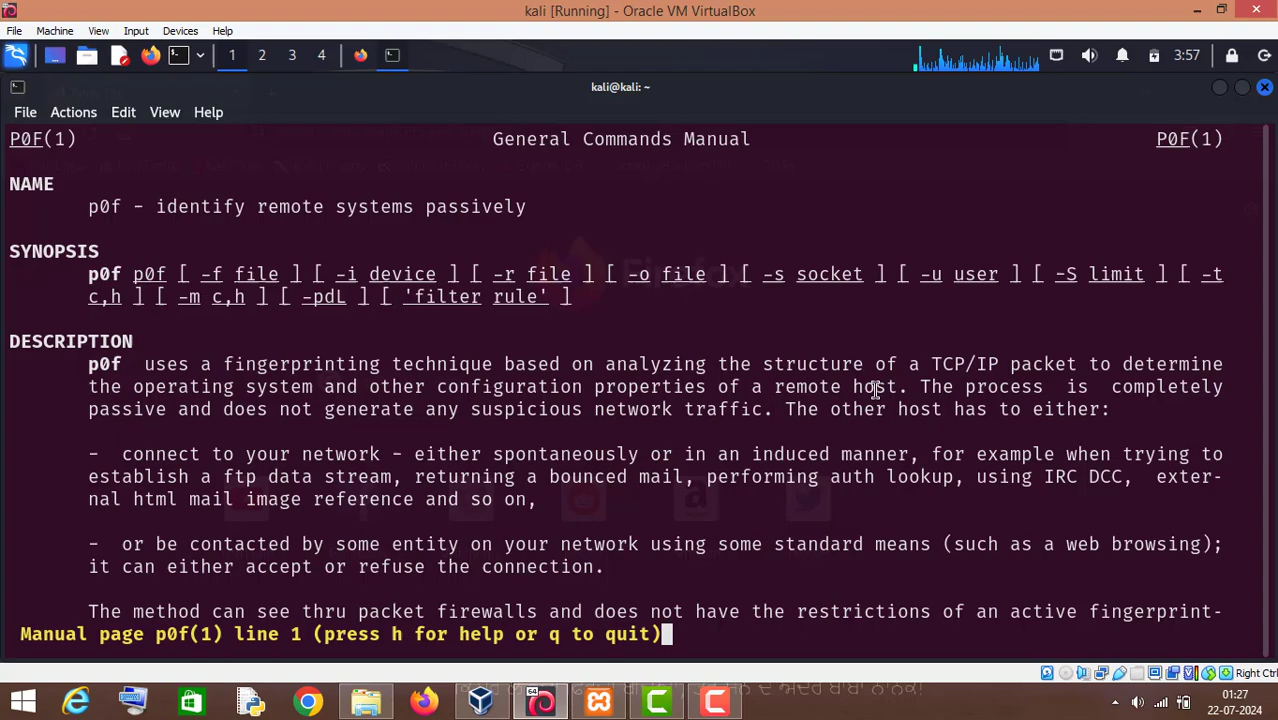 kali [Running] - Oracle VM VirtualBox
File Machine View Input Devices Help
1 2 3 4 3:57
kali@kali: ~
File Actions Edit View Help
P0F(1) General Commands Manual P0F(1)
NAME
p0f - identify remote systems passively
SYNOPSIS
p0f p0f [ -f file ] [ -i device ] [ -r file ] [ -o file ] [ -s socket ] [ -u user ] [ -S limit ] [ -t
c,h ] [ -m c,h ] [ -pdL ] [ 'filter rule' ]
DESCRIPTION
p0f uses a fingerprinting technique based on analyzing the structure of a TCP/IP packet to determine
the operating system and other configuration properties of a remote host. The process is completely
passive and does not generate any suspicious network traffic. The other host has to either:
- connect to your network - either spontaneously or in an induced manner, for example when trying to
establish a ftp data stream, returning a bounced mail, performing auth lookup, using IRC DCC, exter-
nal html mail image reference and so on,
- or be contacted by some entity on your network using some standard means (such as a web browsing);
it can either accept or refuse the connection.
The method can see thru packet firewalls and does not have the restrictions of an active fingerprint-
Manual page p0f(1) line 1 (press h for help or q to quit)
Right Ctrl
64
01:27
22-07-2024